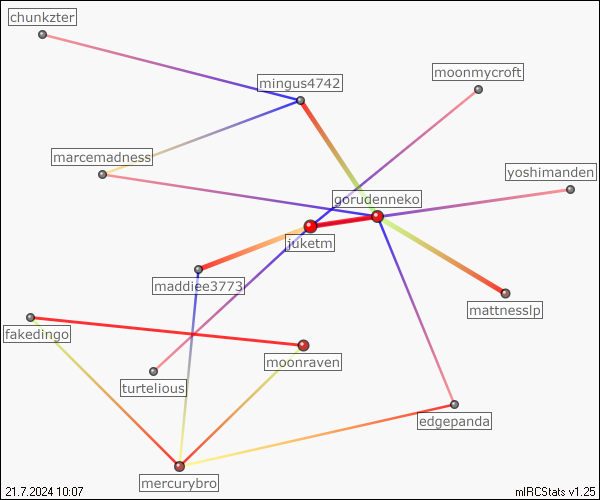 chunkzter
mingus4742
moonmycroft
marcemadness
yoshimanden
gorudenneko
juketm
maddiee3773
mattnesslp
fakedingo
moonraven
turtelious
edgepanda
mercurybro
21.7.2024 10:07
mIRCStats v1.25